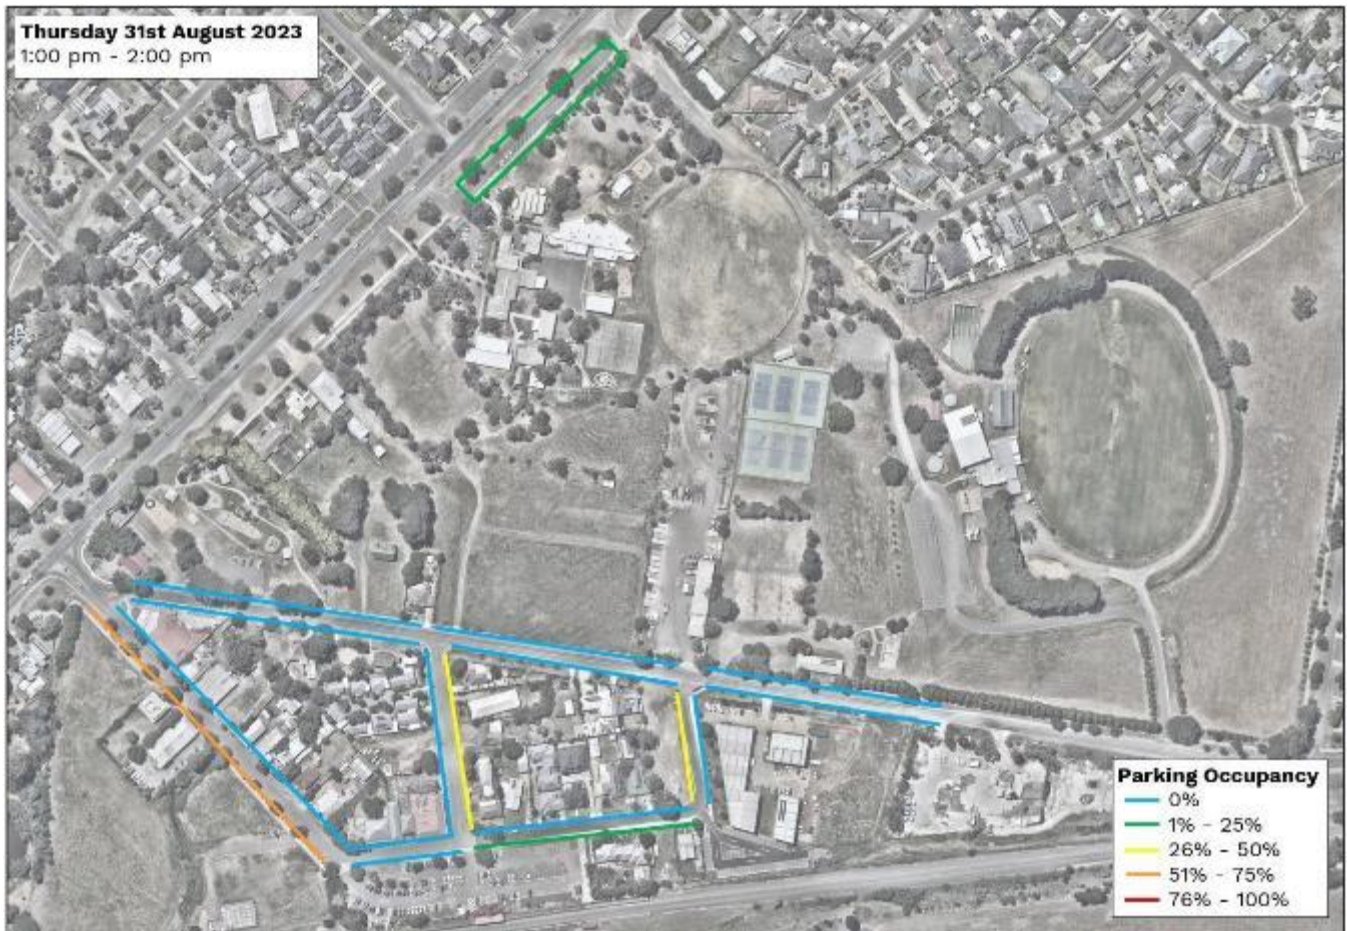 Thursday 31st August 2023
1:00 pm - 2:00 pm
Parking Occupancy
0%
1% - 25%
26% - 50%
51% - 75%
76% - 100%